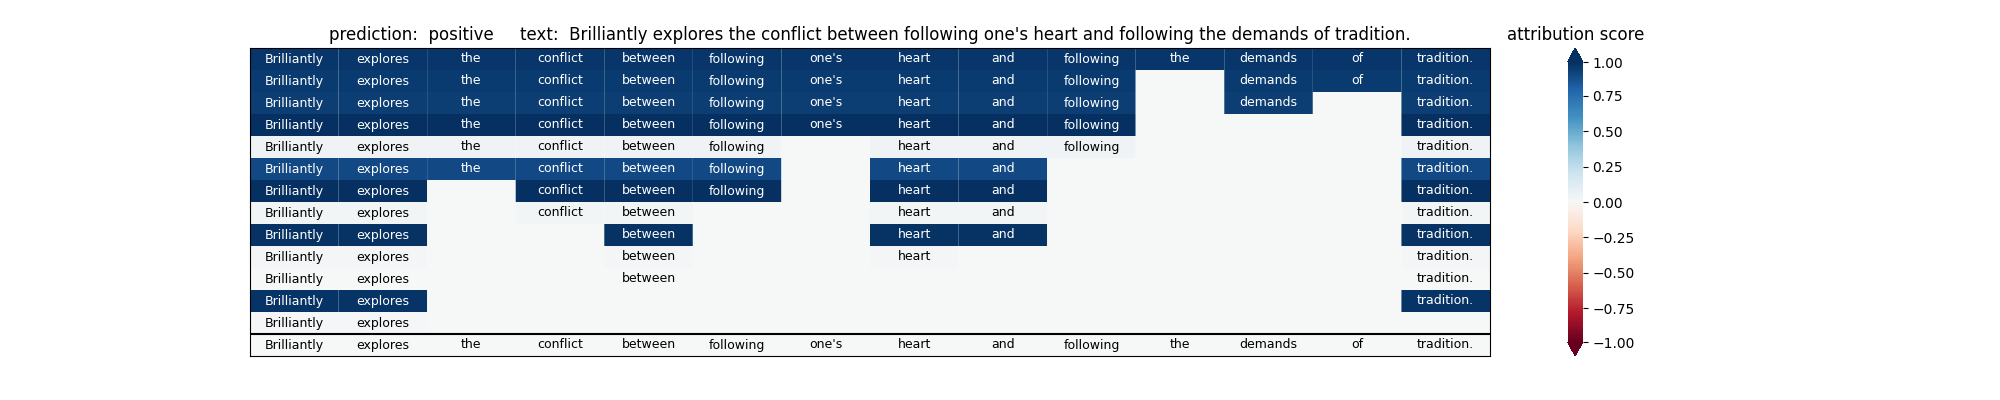 prediction: positive text: Brilliantly explores the conflict between following one's heart and following the demands of tradition. attribution score
Brilliantly explores the conflict between following one's heart and following the demands of tradition. 1.00
Brilliantly explores the conflict between following one's heart and following demands of tradition.
Brilliantly explores the conflict between following one's heart and following demands tradition. 0.75
Brilliantly explores the conflict between following one's heart and following tradition. 0.50
Brilliantly explores the conflict between following heart and following tradition.
Brilliantly explores the conflict between following heart and tradition. 0.25
Brilliantly explores conflict between following heart and tradition. 0.00
Brilliantly explores conflict between heart and tradition.
Brilliantly explores between heart and tradition. −0.25
Brilliantly explores between heart tradition.
Brilliantly explores between tradition. −0.50
Brilliantly explores tradition. −0.75
Brilliantly explores
Brilliantly explores the conflict between following one's heart and following the demands of tradition. −1.00